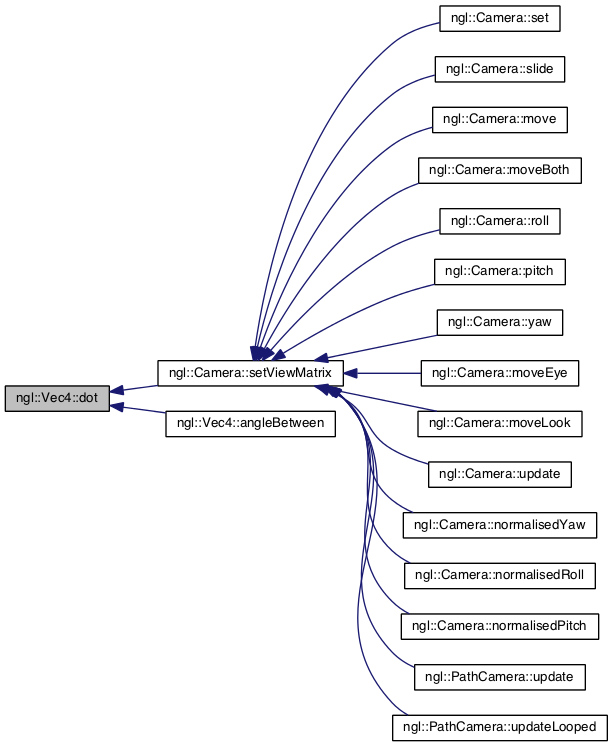 ngl::Camera::set
ngl::Camera::slide
ngl::Camera::move
ngl::Camera::moveBoth
ngl::Camera::roll
ngl::Camera::pitch
ngl::Camera::yaw
ngl::Camera::setViewMatrix
ngl::Camera::moveEye
ngl::Vec4::dot
ngl::Vec4::angleBetween
ngl::Camera::moveLook
ngl::Camera::update
ngl::Camera::normalisedYaw
ngl::Camera::normalisedRoll
ngl::Camera::normalisedPitch
ngl::PathCamera::update
ngl::PathCamera::updateLooped